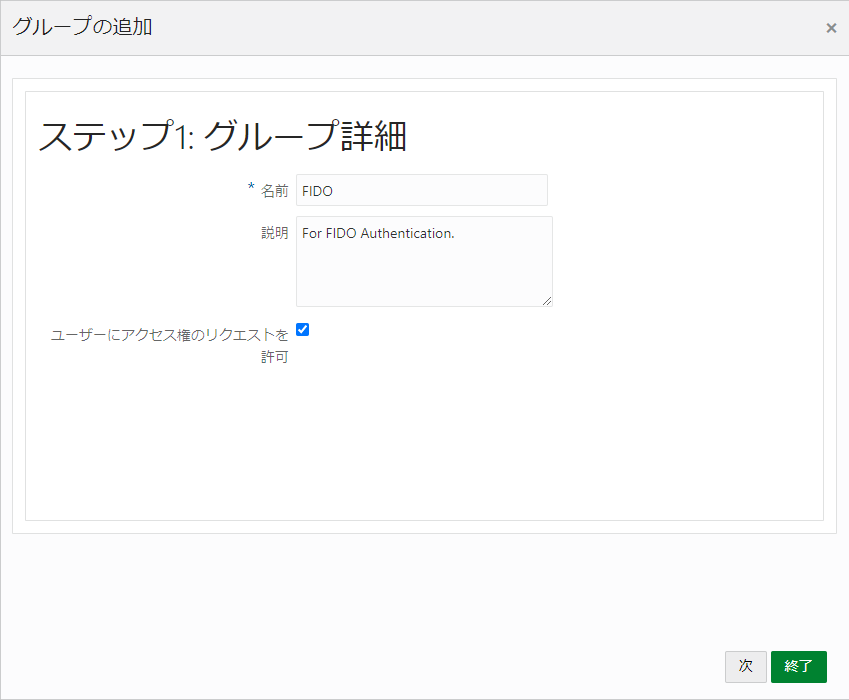 グループの追加
×
ステップ1: グループ詳細
* 名前 FIDO
説明 For FIDO Authentication.
ユーザーにアクセス権のリクエストを
許可
次 終了